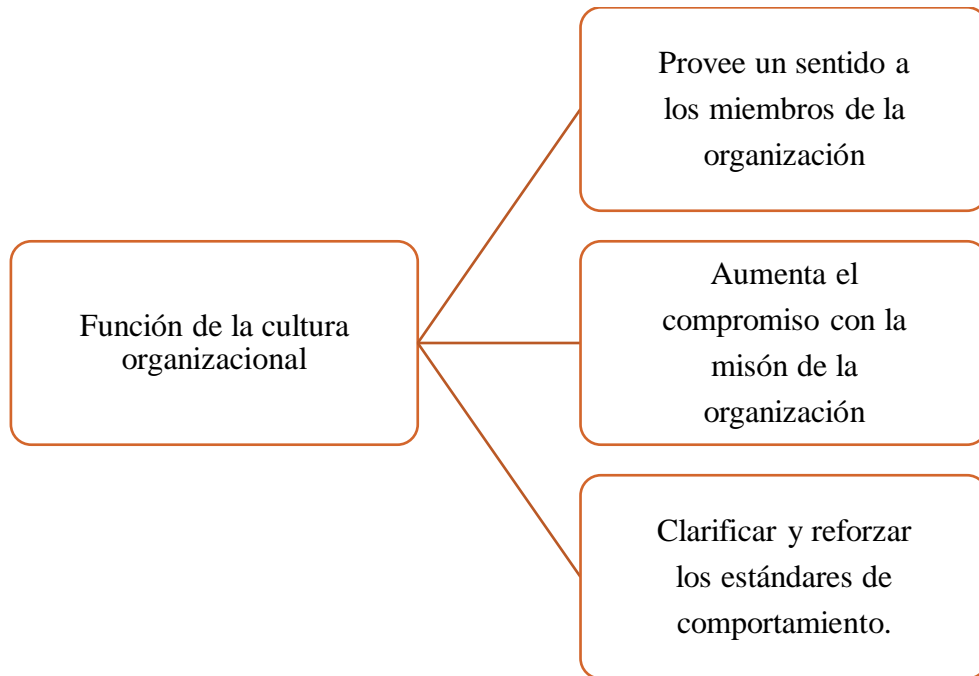 Función de la cultura
organizacional
Provee un sentido a
los miembros de la
organización
Aumenta el
compromiso con la
misón de la
organización
Clarificar y reforzar
los estándares de
comportamiento.